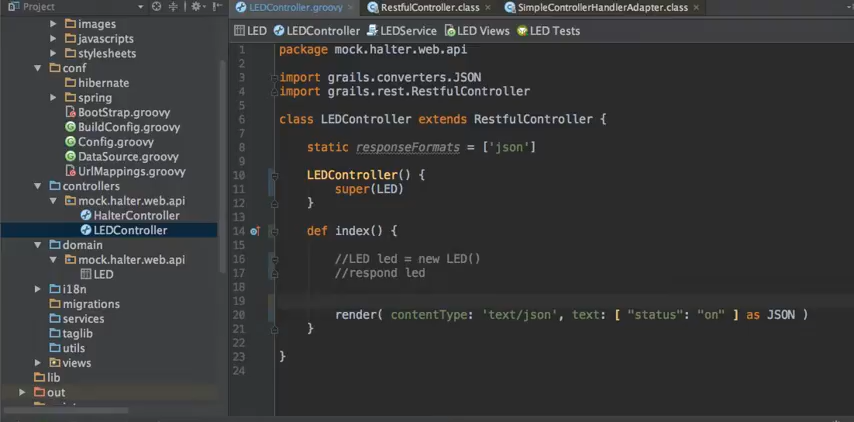 Project
LEDController.groovy
RestfulController.class
SimpleControllerHandlerAdapter.class
LED
LEDController
LEDService
LED Views
LED Tests
images
javascripts
stylesheets
conf
hibernate
spring
BootStrap.groovy
BuildConfig.groovy
Config.groovy
DataSource.groovy
UrlMappings.groovy
controllers
mock.halter.web.api
HalterController
LEDController
domain
mock.halter.web.api
LED
i18n
migrations
services
taglib
utils
views
lib
out
1 package mock.halter.web.api
2
3 import grails.converters.JSON
4 import grails.rest.RestfulController
5
6 class LEDController extends RestfulController {
7
8 static responseFormats = ['json']
9
10 LEDController() {
11 super(LED)
12 }
13
14 def index() {
15
16 //LED led = new LED()
17 //respond led
18
19
20 render( contentType: 'text/json', text: [ "status": "on" ] as JSON )
21 }
22
23 }
24